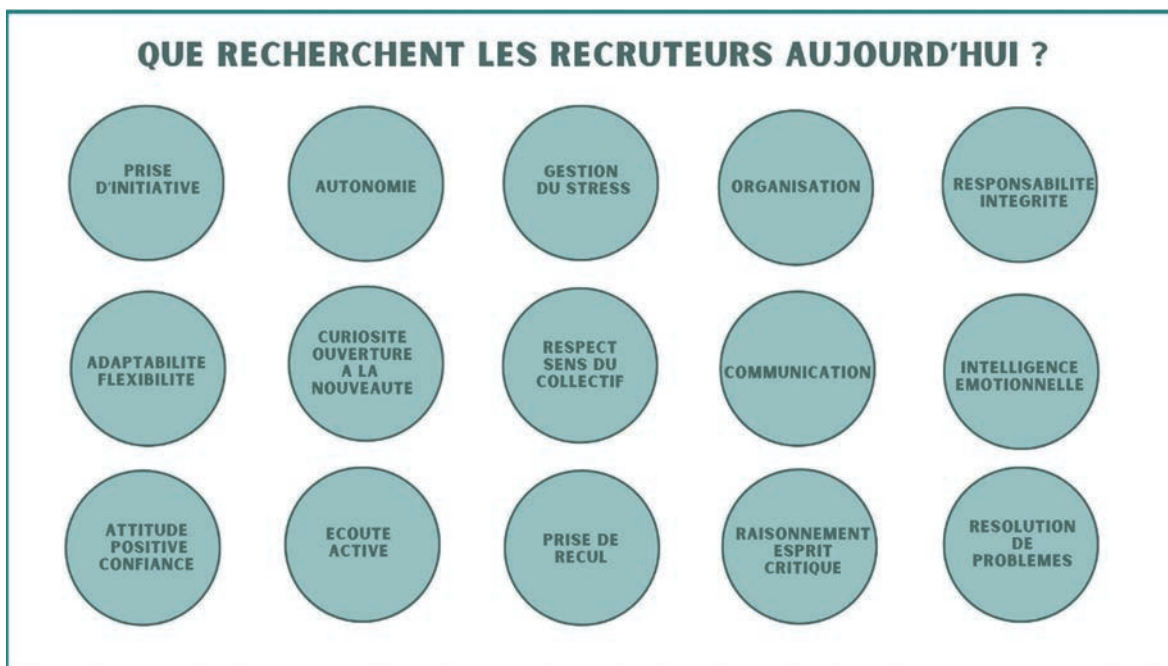 QUE RECHERCHENT LES RECRUTEURS AUJOURD'HUI ?
PRISE
D'INITIATIVE
AUTONOMIE
GESTION
DU STRESS
ORGANISATION
RESPONSABILITE
INTEGRITE
ADAPTABILITE
FLEXIBILITE
CURIOSITE
OUVERTURE
A LA
NOUVEAUTE
RESPECT
SENS DU
COLLECTIF
COMMUNICATION
INTELLIGENCE
EMOTIONNELLE
ATTITUDE
POSITIVE
CONFIANCE
ECOUTE
ACTIVE
PRISE DE
RECUL
RAISONNEMENT
ESPRIT
CRITIQUE
RESOLUTION
DE
PROBLEMES